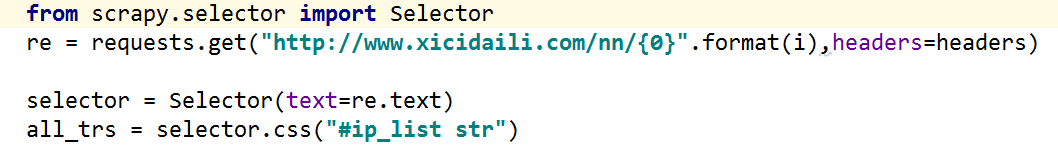 from scrapy.selector import Selector
re = requests.get("http://www.xicidaili.com/nn/{0}".format(i),headers=headers)
selector = Selector(text=re.text)
all_trs = selector.css("#ip_list str")